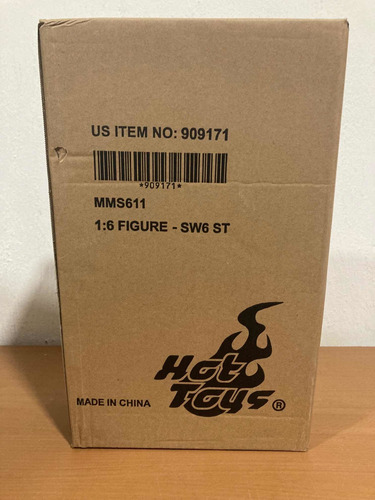 US ITEM NO: 909171
*909171*
MMS611
1:6 FIGURE - SW6 ST
Hot
Toys ®
MADE IN CHINA